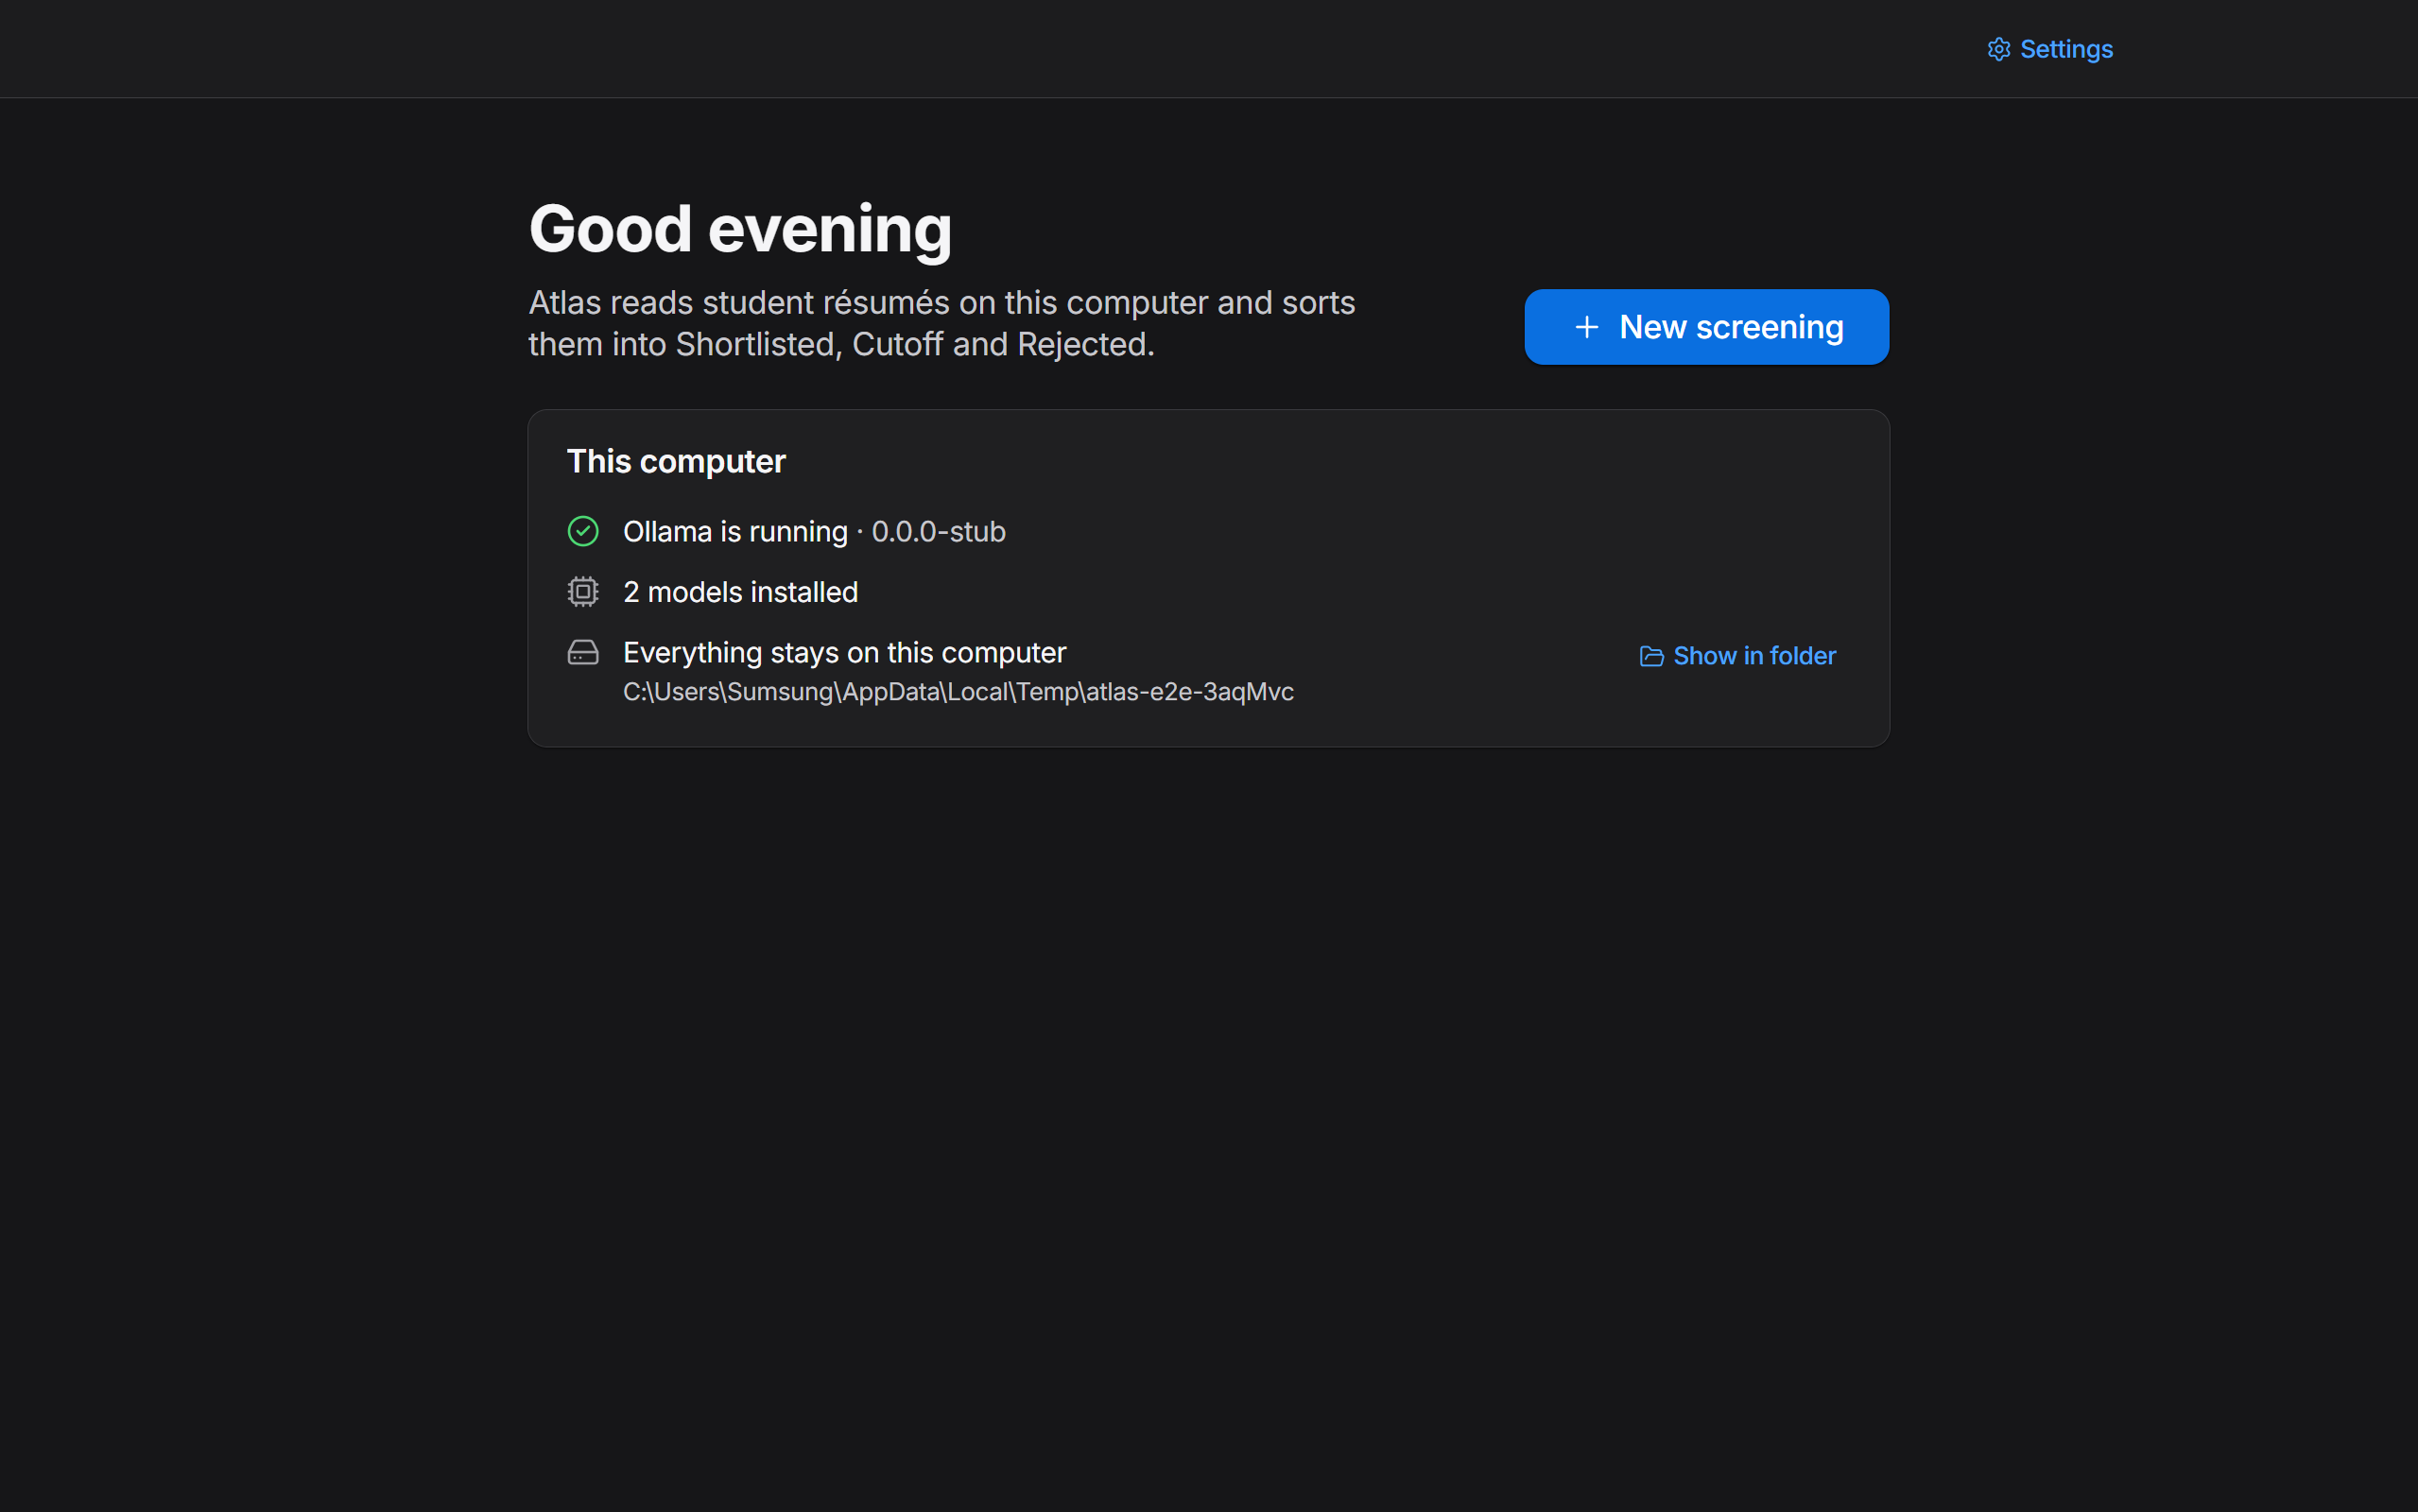 Settings
Good evening
Atlas reads student résumés on this computer and sorts
them into Shortlisted, Cutoff and Rejected.
New screening
This computer
Ollama is running · 0.0.0-stub
2 models installed
Everything stays on this computer
Show in folder
C:\Users\Sumsung\AppData\Local\Temp\atlas-e2e-3aqMvc